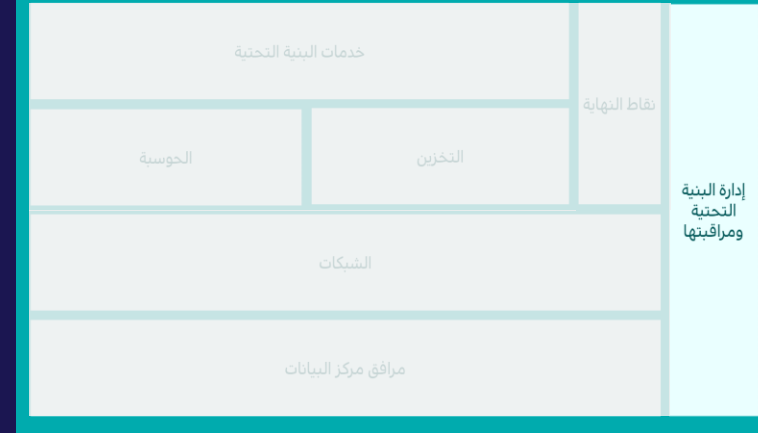 خدمات البنية التحتية
نقاط النهاية
الحوسبة
التخزين
إدارة البنية
التحتية
ومراقبتها
الشبكات
مرافق مركز البيانات